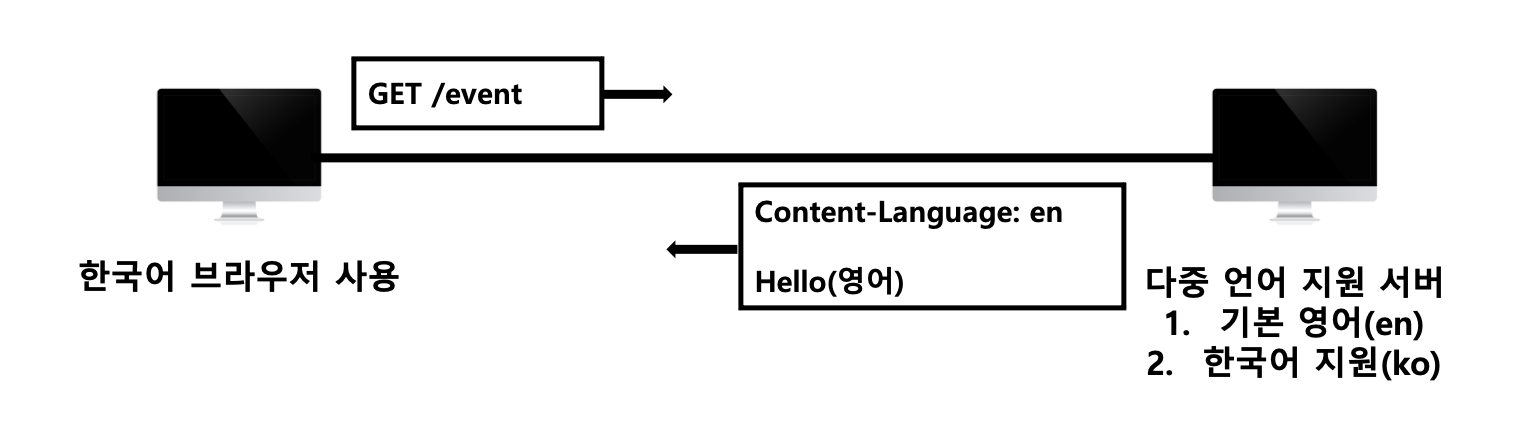 GET /event
한국어 브라우저 사용
Content-Language: en
Hello(영어)
다중 언어 지원 서버
1. 기본 영어(en)
2. 한국어 지원(ko)